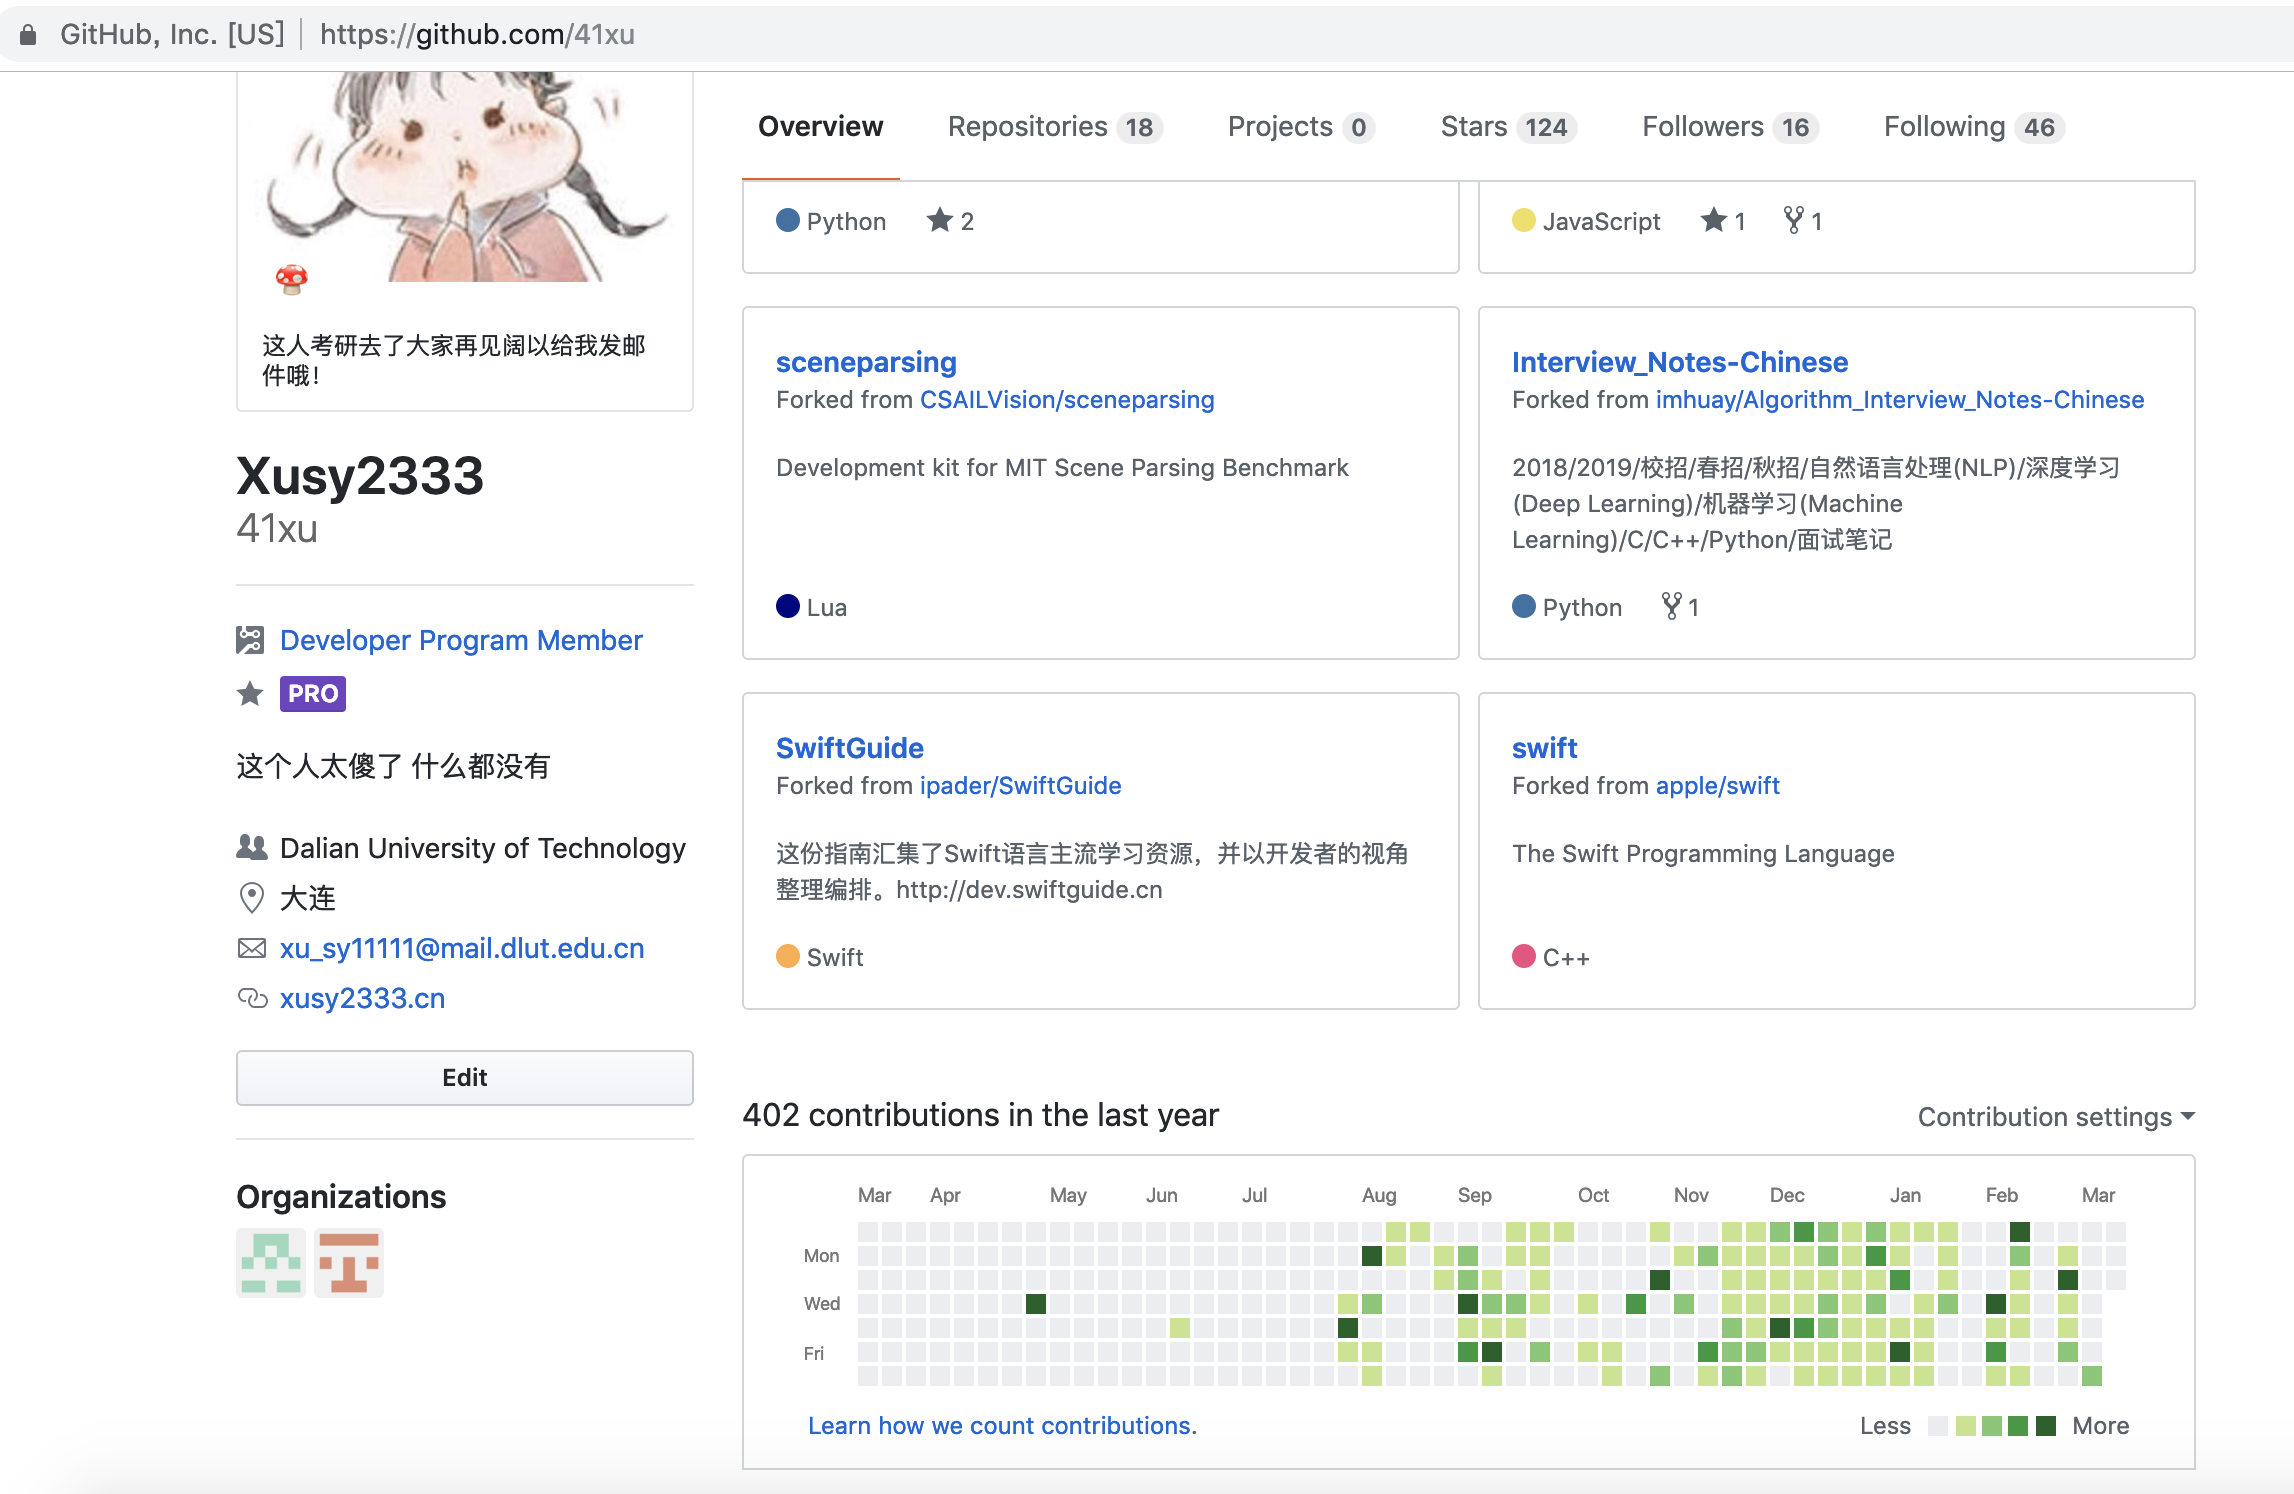 GitHub, Inc. [US] | https://github.com/41xu
Overview Repositories 18 Projects 0 Stars 124 Followers 16 Following 46
这人考研去了大家再见阔以给我发邮
件哦！
Xusy2333
41xu
Developer Program Member
PRO
这个人太傻了 什么都没有
Dalian University of Technology
大连
xu_sy11111@mail.dlut.edu.cn
xusy2333.cn
Edit
Organizations
Python 2
JavaScript 1 1
sceneparsing
Forked from CSAILVision/sceneparsing
Development kit for MIT Scene Parsing Benchmark
Lua
Interview_Notes-Chinese
Forked from imhuay/Algorithm_Interview_Notes-Chinese
2018/2019/校招/春招/秋招/自然语言处理(NLP)/深度学习
(Deep Learning)/机器学习(Machine
Learning)/C/C++/Python/面试笔记
Python 1
SwiftGuide
Forked from ipader/SwiftGuide
这份指南汇集了Swift语言主流学习资源，并以开发者的视角
整理编排。http://dev.swiftguide.cn
Swift
swift
Forked from apple/swift
The Swift Programming Language
C++
402 contributions in the last year
Contribution settings
Mar Apr May Jun Jul Aug Sep Oct Nov Dec Jan Feb Mar
Mon
Wed
Fri
Learn how we count contributions.
Less More